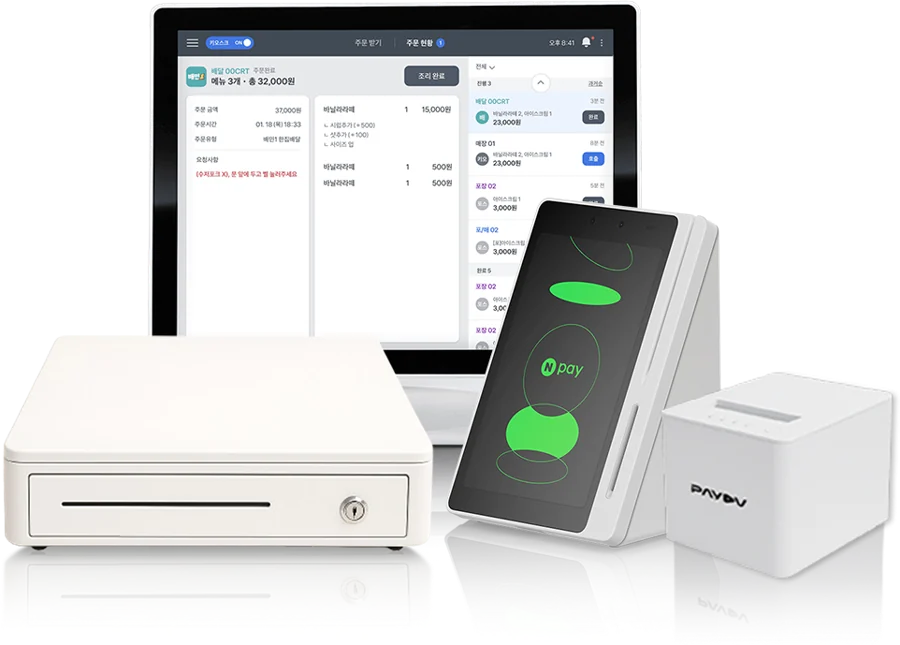 키오스크 ON
주문 받기
주문 현황 1
오후 8:41
배달 00CRT 주문완료
메뉴 3개 • 총 32,000원
조리 완료
주문 금액 37,000원
주문시간 01. 18 (목) 18:33
주문유형 배민1 한집배달
요청사항
(수저포크 X), 문 앞에 두고 벨 눌러주세요
바닐라라떼 1 15,000원
ㄴ 시럽추가 (+500)
ㄴ 샷추가 (+100)
ㄴ 사이즈 업
바닐라라떼 1 500원
바닐라라떼 1 500원
전체
진행 3
과거순
배달 00CRT 3분 전
배
바닐라라떼 2, 아이스크림 1
23,000원
완료
매장 01
키오
바닐라라떼 2, 아이스크림 1
23,000원
호출
포장 02 5분 전
포스
아이스크림 1
3,000원
포/매 02
포스
3,000원
완료 5
포장 02
포스
포장 02
N pay
PAYDV